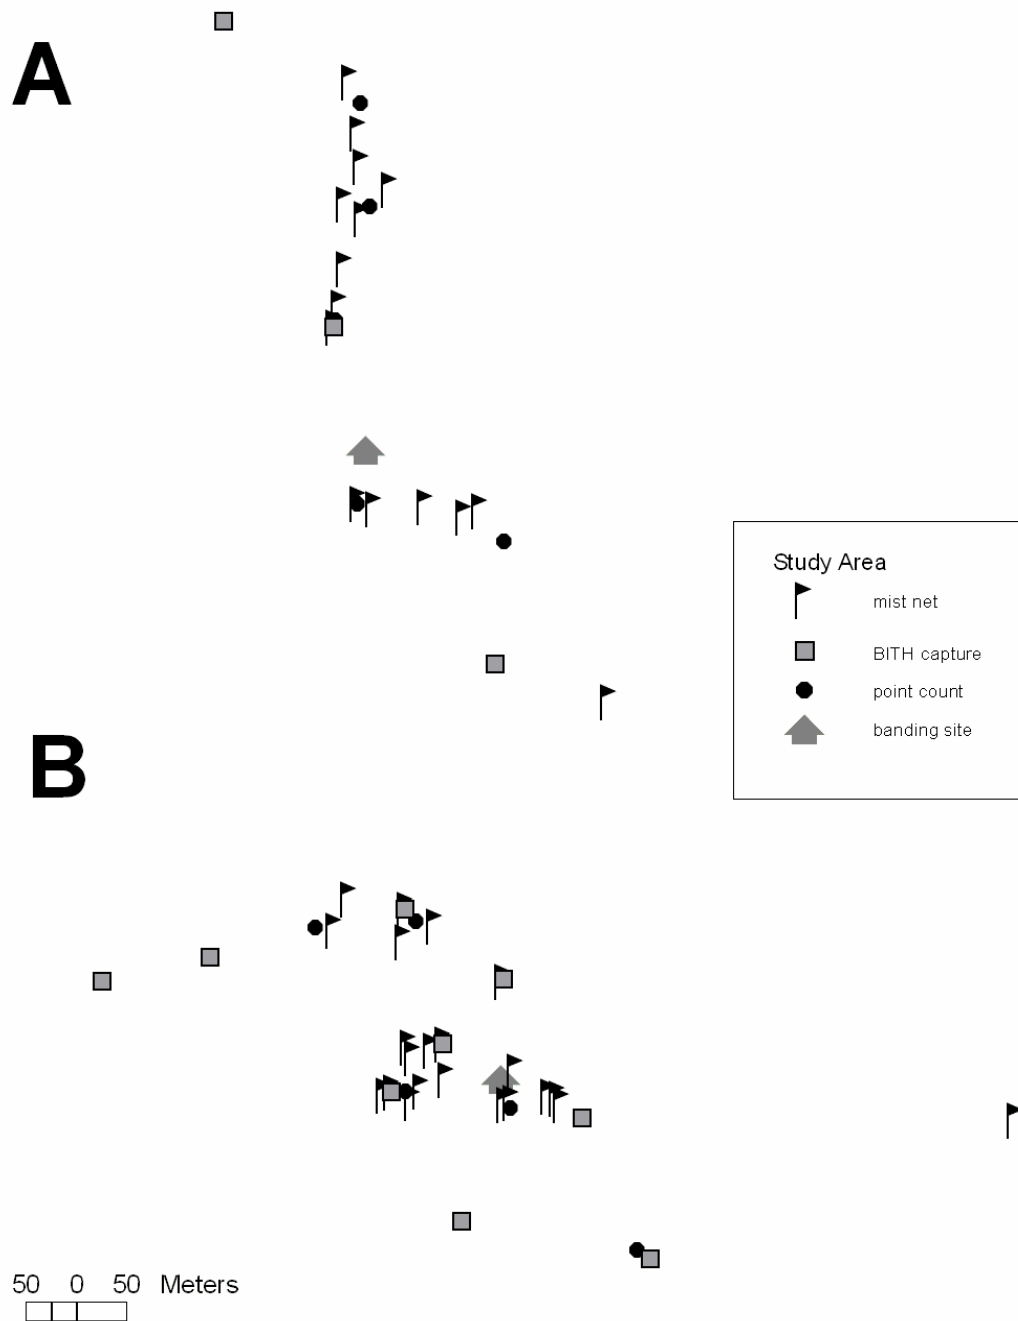 A
Study Area
mist net
BITH capture
point count
banding site
B
50 0 50 Meters